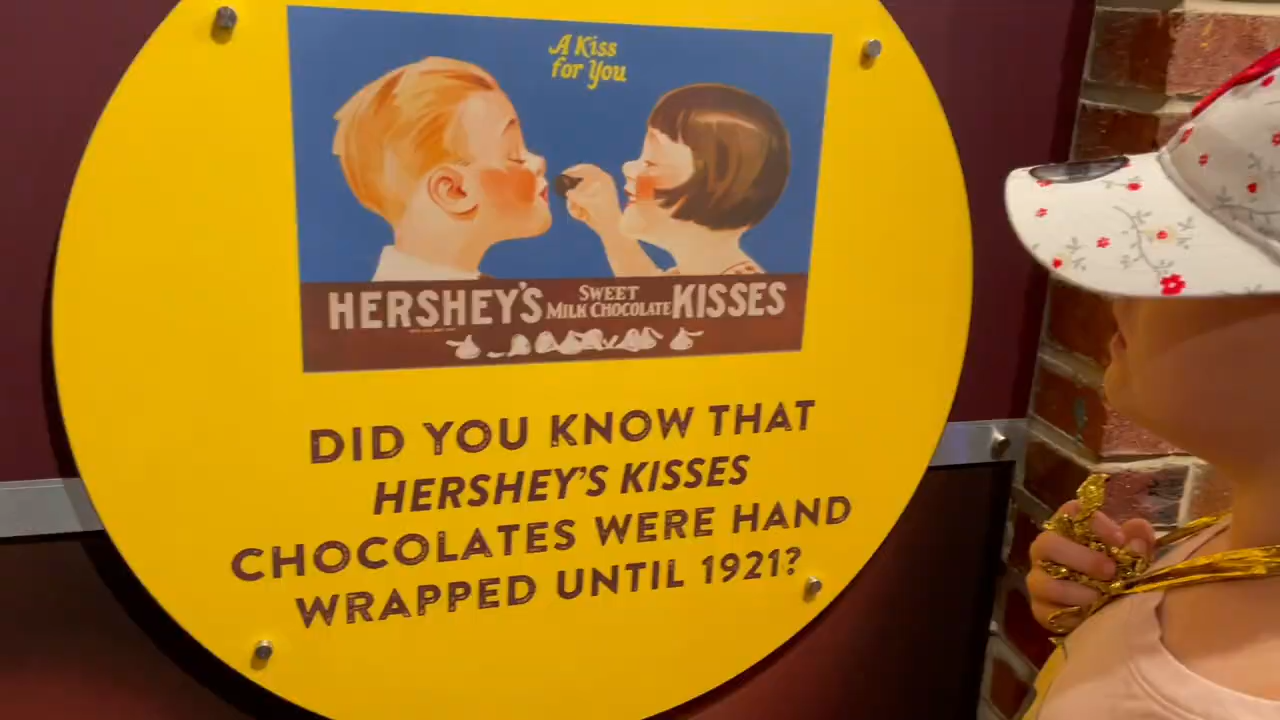 A Kiss
for You
HERSHEY'S SWEET MILK CHOCOLATE KISSES
DID YOU KNOW THAT
HERSHEY'S KISSES
CHOCOLATES WERE HAND
WRAPPED UNTIL 1921?